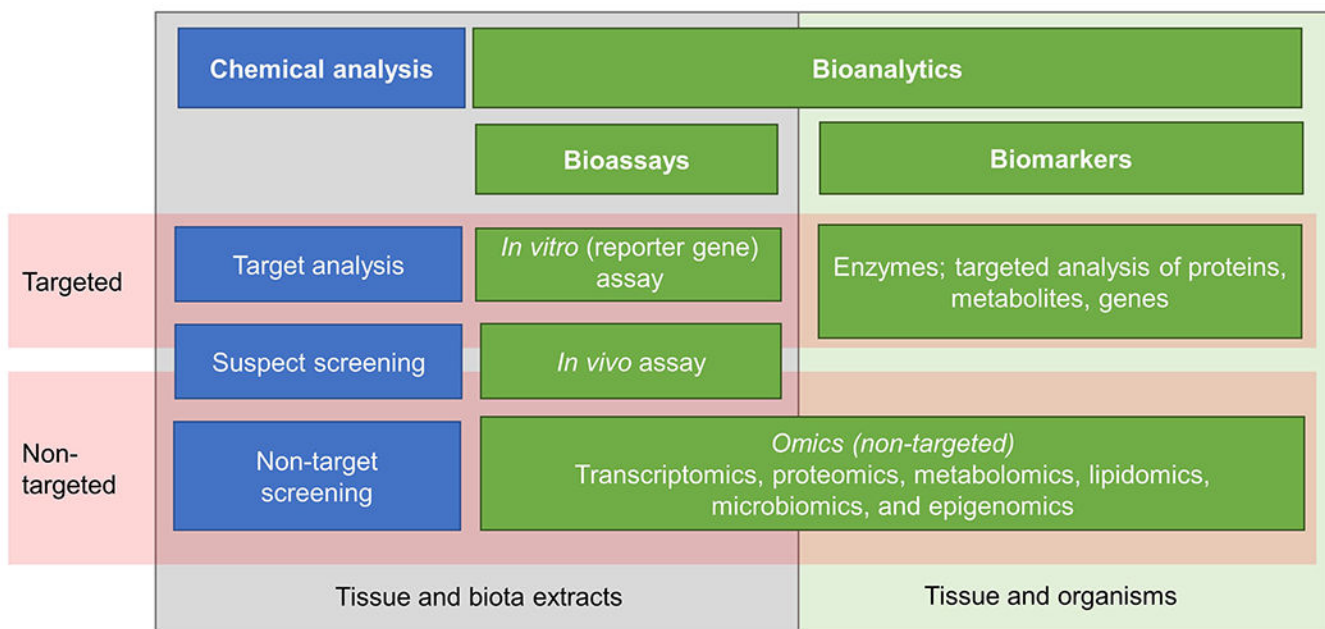 Chemical analysis
Bioanalytics
Bioassays
Biomarkers
Targeted
Target analysis
In vitro (reporter gene)
assay
Enzymes; targeted analysis of proteins,
metabolites, genes
Suspect screening
In vivo assay
Non-
targeted
Non-target
screening
Omics (non-targeted)
Transcriptomics, proteomics, metabolomics, lipidomics,
microbiomics, and epigenomics
Tissue and biota extracts
Tissue and organisms